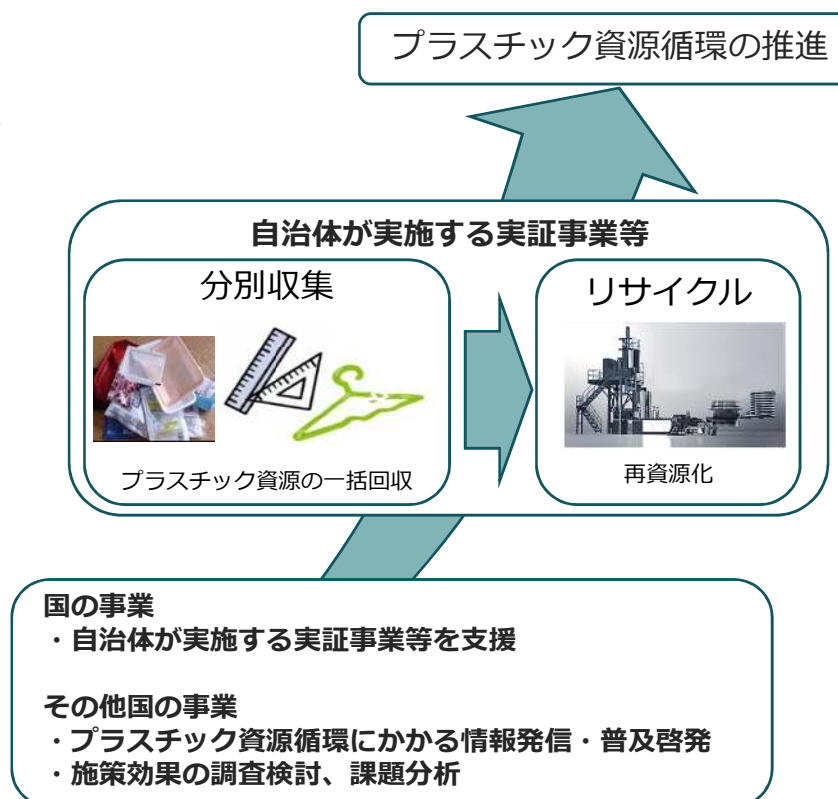 プラスチック資源循環の推進
自治体が実施する実証事業等
分別収集
プラスチック資源の一括回収
リサイクル
再資源化
国の事業
・自治体が実施する実証事業等を支援
その他国の事業
・プラスチック資源循環にかかる情報発信・普及啓発
・施策効果の調査検討、課題分析